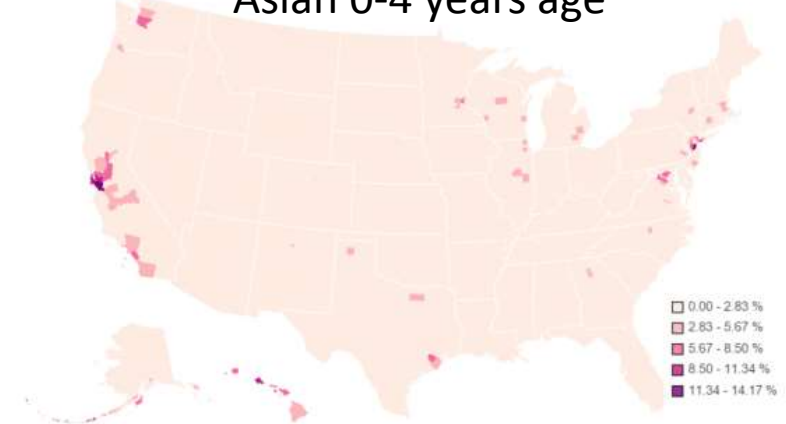 Asian 0-4 years age
0.00 - 2.83 %
2.83 - 5.67 %
5.67 - 8.50 %
8.50 - 11.34 %
11.34 - 14.17 %